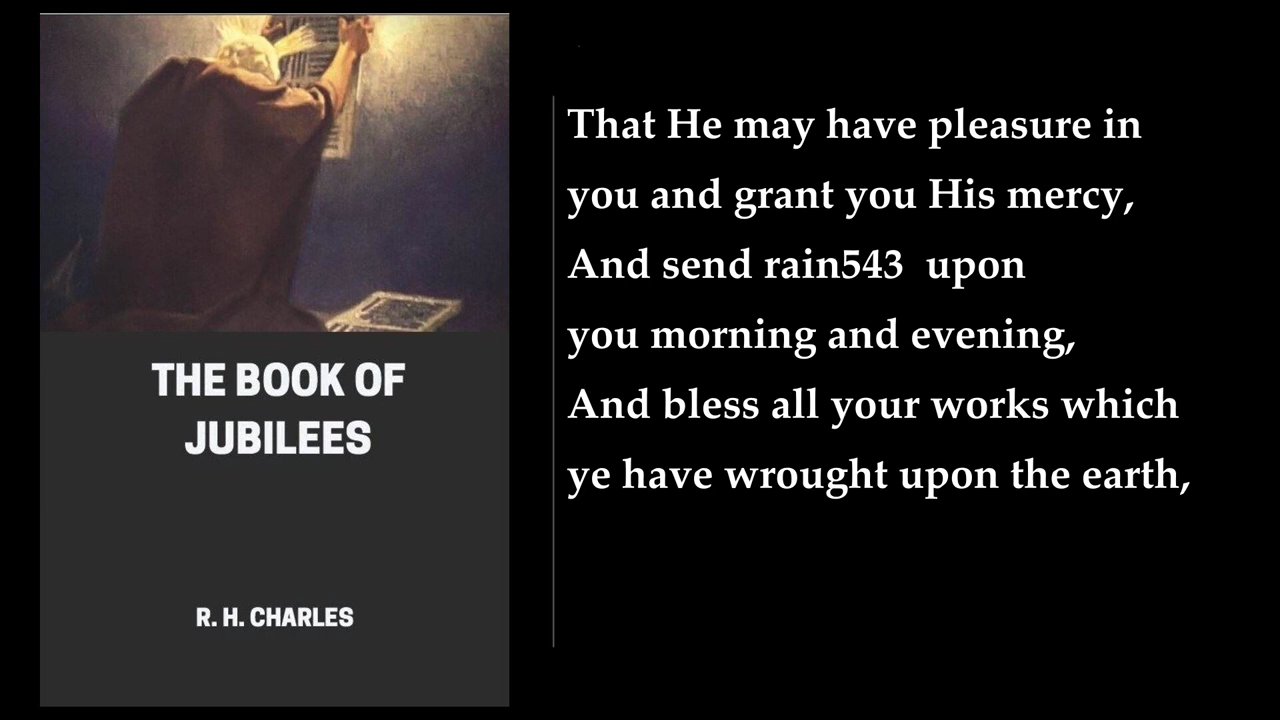 THE BOOK OF
JUBILEES
R. H. CHARLES
That He may have pleasure in
you and grant you His mercy,
And send rain543  upon
you morning and evening,
And bless all your works which
ye have wrought upon the earth,